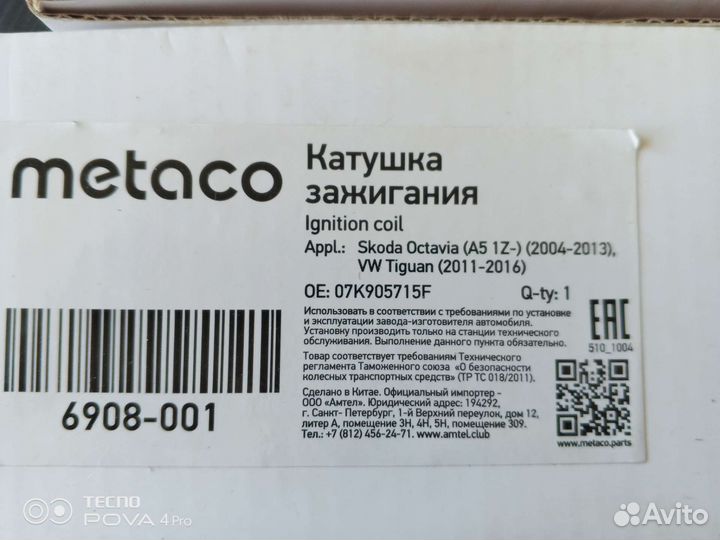 metaco
Катушка
зажигания
Ignition coil
Appl.: Skoda Octavia (A5 1Z-) (2004-2013),
VW Tiguan (2011-2016)
OE: 07K905715F Q-ty: 1
Использовать в соответствии с требованиями по установке
и эксплуатации завода-изготовителя автомобиля.
Установку производить только на станции технического
обслуживания. Выполнение данного пункта обязательно.
Товар соответствует требованиям Технического
регламента Таможенного союза «О безопасности
колесных транспортных средств» (ТР ТС 018/2011).
Сделано в Китае. Официальный импортер -
ООО «Амтел». Юридический адрес: 194292,
г. Санкт- Петербург, 1-й Верхний переулок, дом 12,
литер А, помещение 3Н, 4Н, 5Н, помещение 309.
Тел.: +7 (812) 456-24-71. www.amtel.club
EAC
510_1004
www.metaco.parts
6908-001
TECNO
POVA 4 Pro
Avito